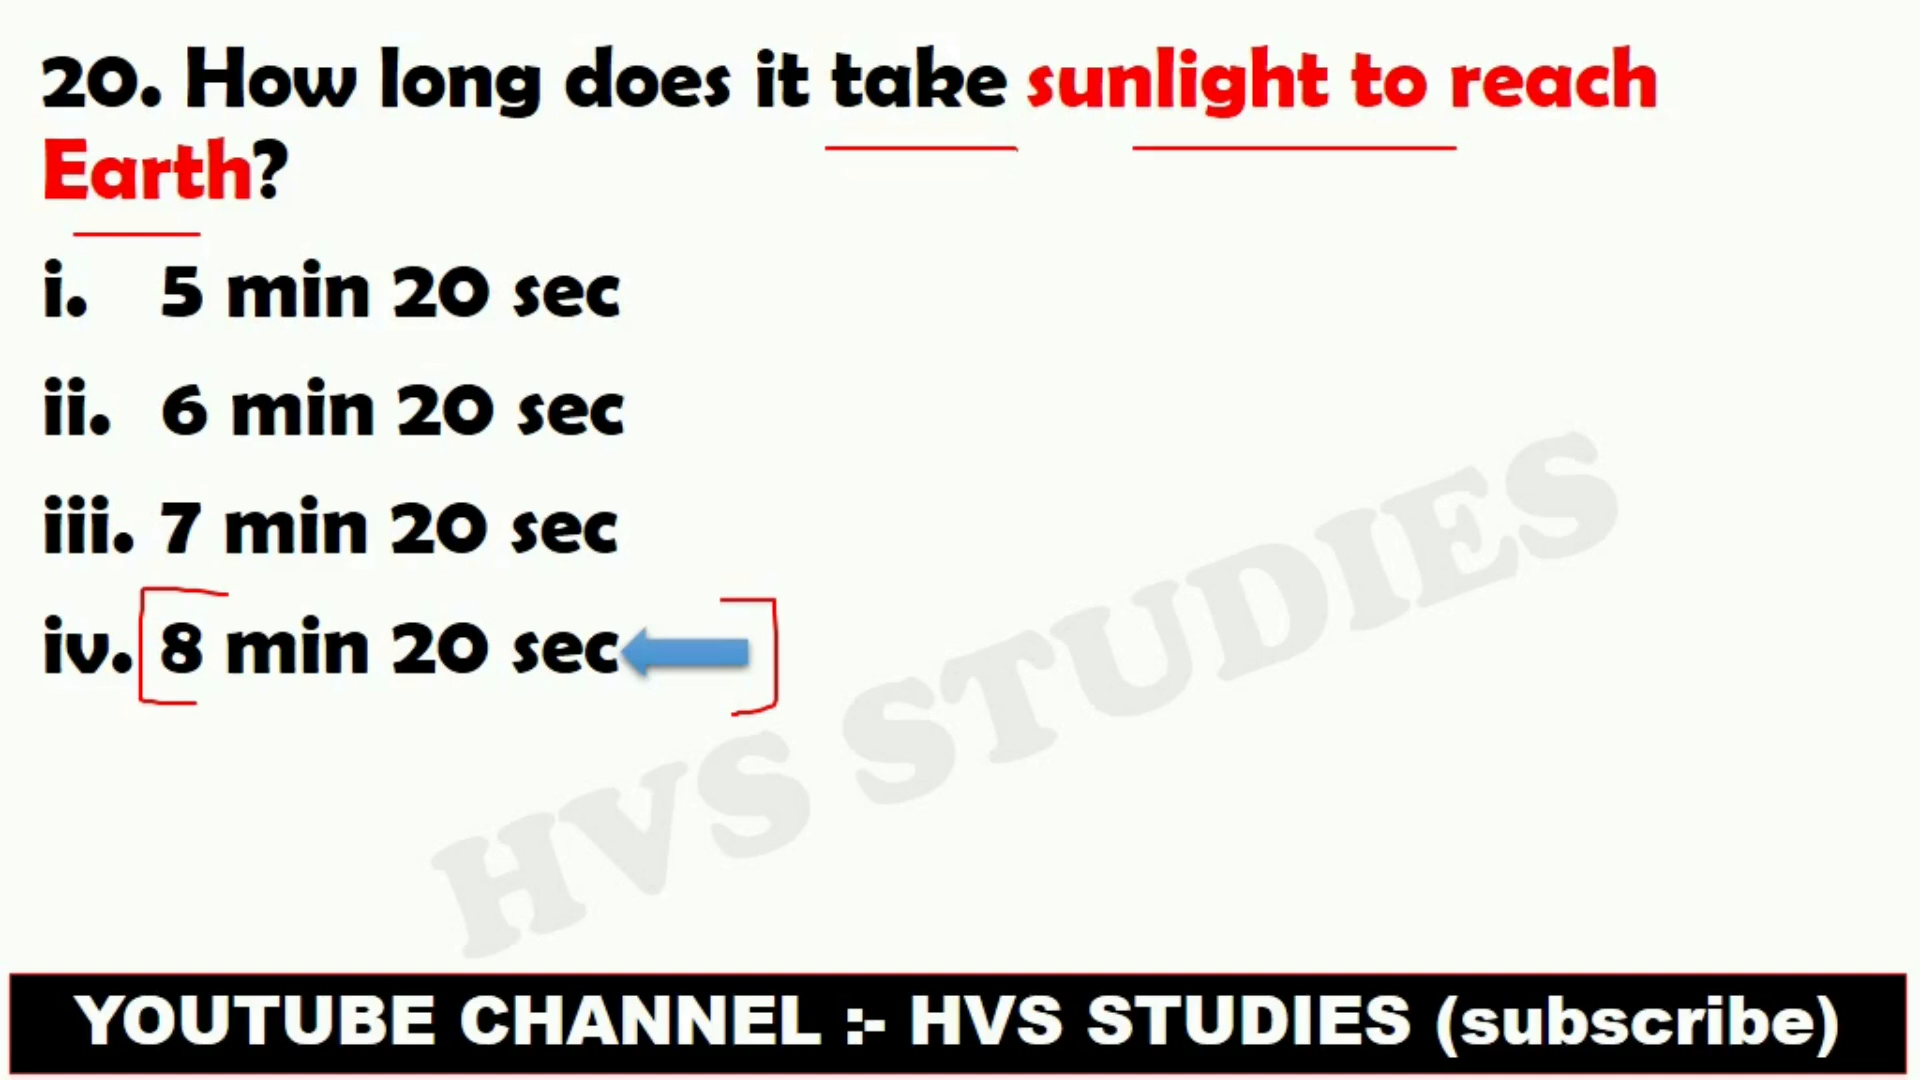 20. How long does it take sunlight to reach
Earth?
i. 5 min 20 sec
ii. 6 min 20 sec
iii. 7 min 20 sec
iv. 8 min 20 sec
HVS STUDIES
YOUTUBE CHANNEL :- HVS STUDIES (subscribe)